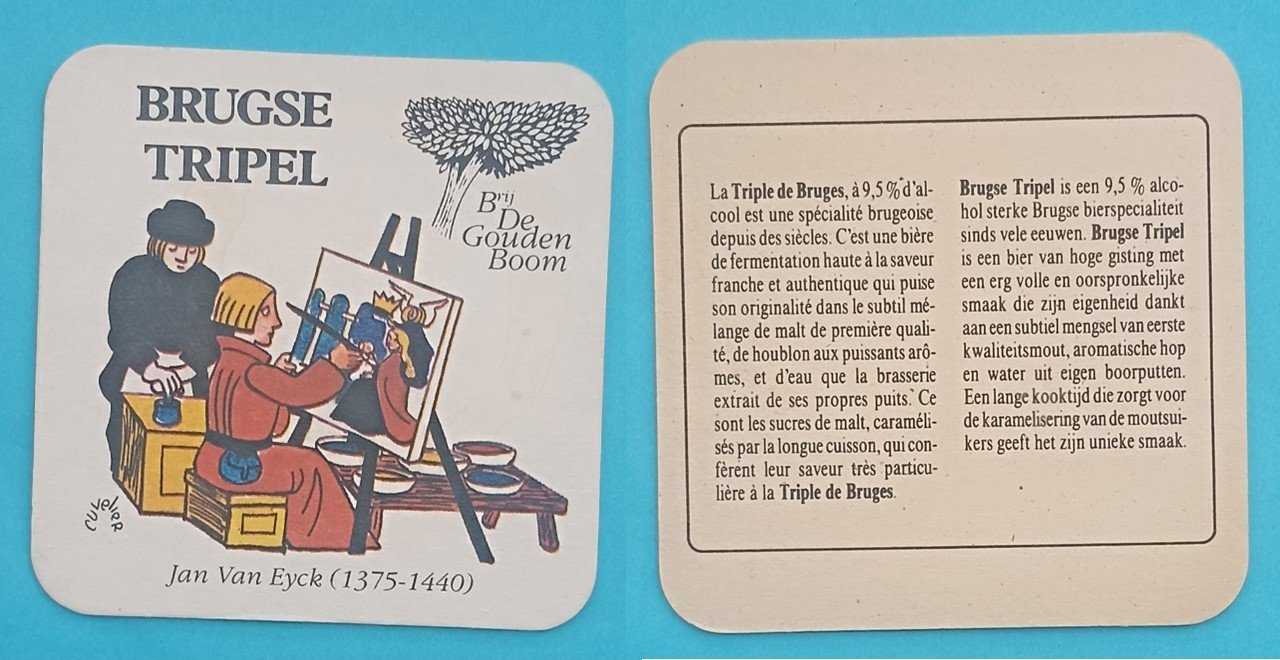 BRUGSE
TRIPEL
Brij
De
Gouden
Boom
cuvelier
Jan Van Eyck (1375-1440)
La Triple de Bruges, à 9,5 % d'al-
cool est une spécialité brugeoise
depuis des siècles. C'est une bière
de fermentation haute à la saveur
franche et authentique qui puise
son originalité dans le subtil mé-
lange de malt de première quali-
té, de houblon aux puissants arô-
mes, et d'eau que la brasserie
extrait de ses propres puits. Ce
sont les sucres de malt, caraméli-
sés par la longue cuisson, qui con-
fèrent leur saveur très particu-
lière à la Triple de Bruges.
Brugse Tripel is een 9,5 % alco-
hol sterke Brugse bierspecialiteit
sinds vele eeuwen. Brugse Tripel
is een bier van hoge gisting met
een erg volle en oorspronkelijke
smaak die zijn eigenheid dankt
aan een subtiel mengsel van eerste
kwaliteitsmout, aromatische hop
en water uit eigen boorputten.
Een lange kooktijd die zorgt voor
de karamelisering van de moutsui-
kers geeft het zijn unieke smaak.